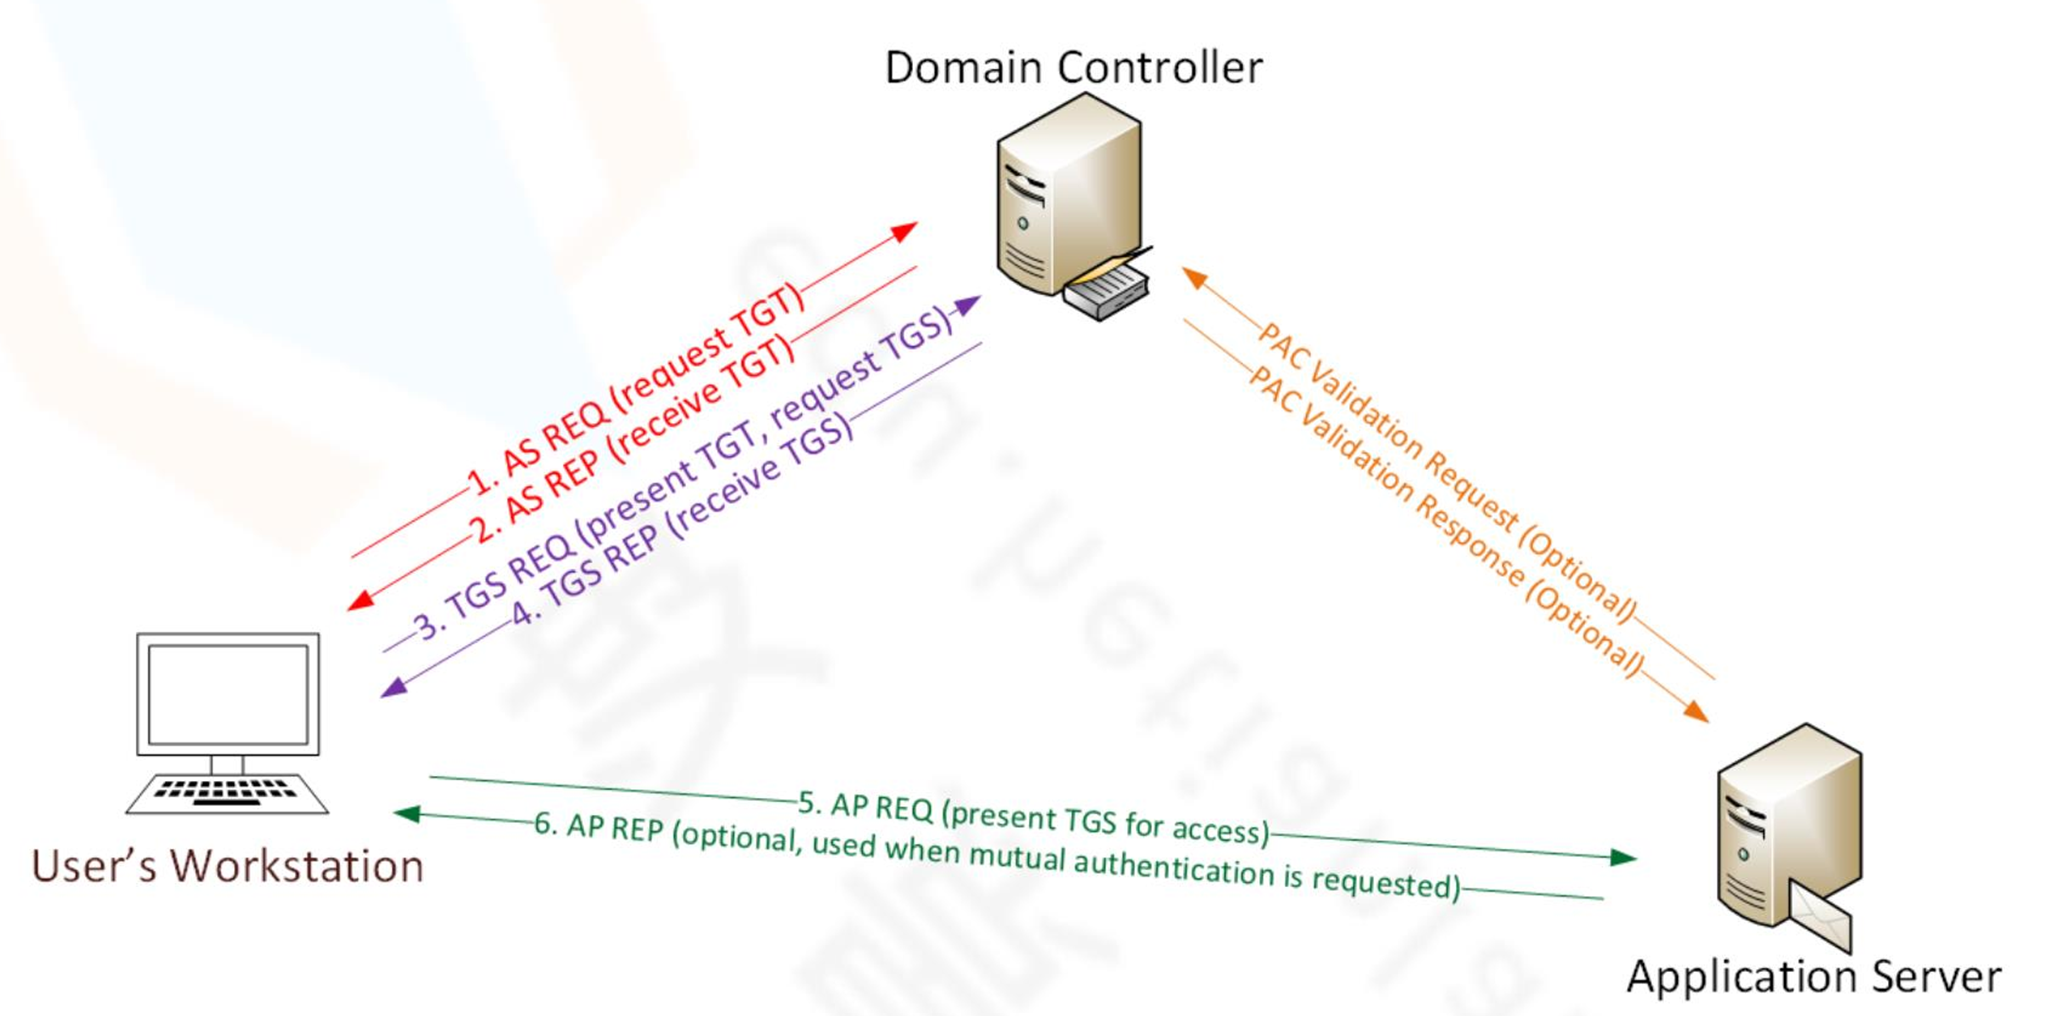 Domain Controller
1. AS REQ (request TGT)
2. AS REP (receive TGT)
3. TGS REQ (present TGT, request TGS)
4. TGS REP (receive TGS)
PAC Validation Request (Optional)
PAC Validation Response (Optional)
5. AP REQ (present TGS for access)
6. AP REP (optional, used when mutual authentication is requested)
User’s Workstation
Application Server